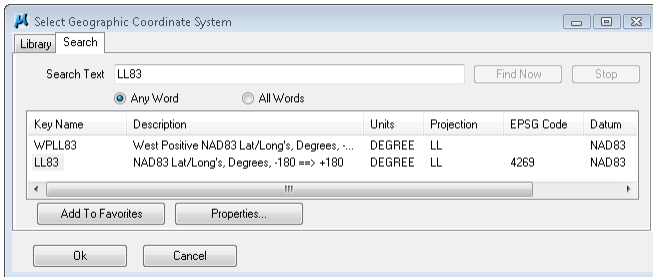 Select Geographic Coordinate System
Library Search
Search Text LL83 Find Now Stop
Any Word All Words
Key Name Description Units Projection EPSG Code Datum
WPLL83 West Positive NAD83 Lat/Long's, Degrees, -... DEGREE LL NAD83
LL83 NAD83 Lat/Long's, Degrees, -180 ==> +180 DEGREE LL 4269 NAD83
Add To Favorites Properties...
Ok Cancel